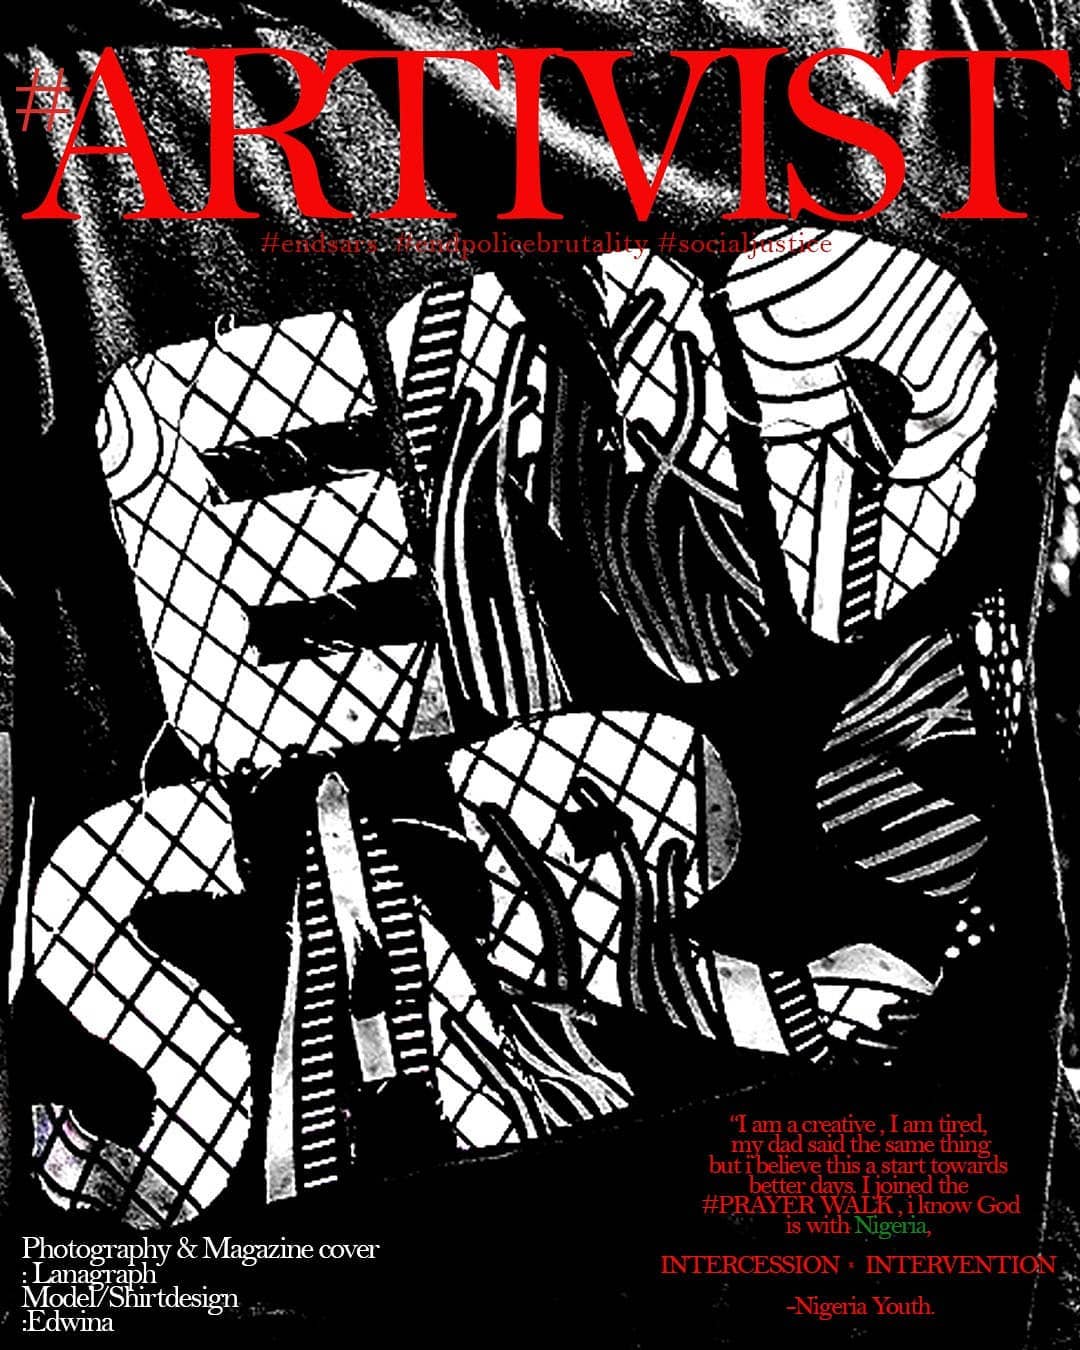 #ARTIVIST
#endsars #endpolicebrutality #socialjustice
END
SARS
“I am a creative , I am tired,
my dad said the same thing
but i believe this a start towards
better days. I joined the
#PRAYER WALK , i know God
is with Nigeria,
INTERCESSION * INTERVENTION
-Nigeria Youth.
Photography & Magazine cover
: Lanagraph
Model/Shirtdesign
:Edwina